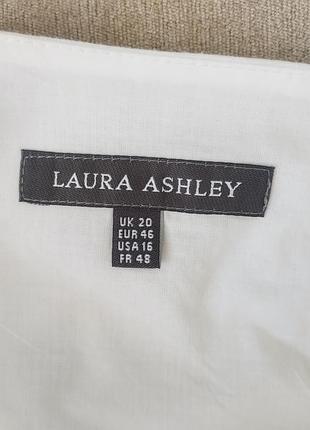 LAURA ASHLEY
UK 20
EUR 46
USA 16
FR 48